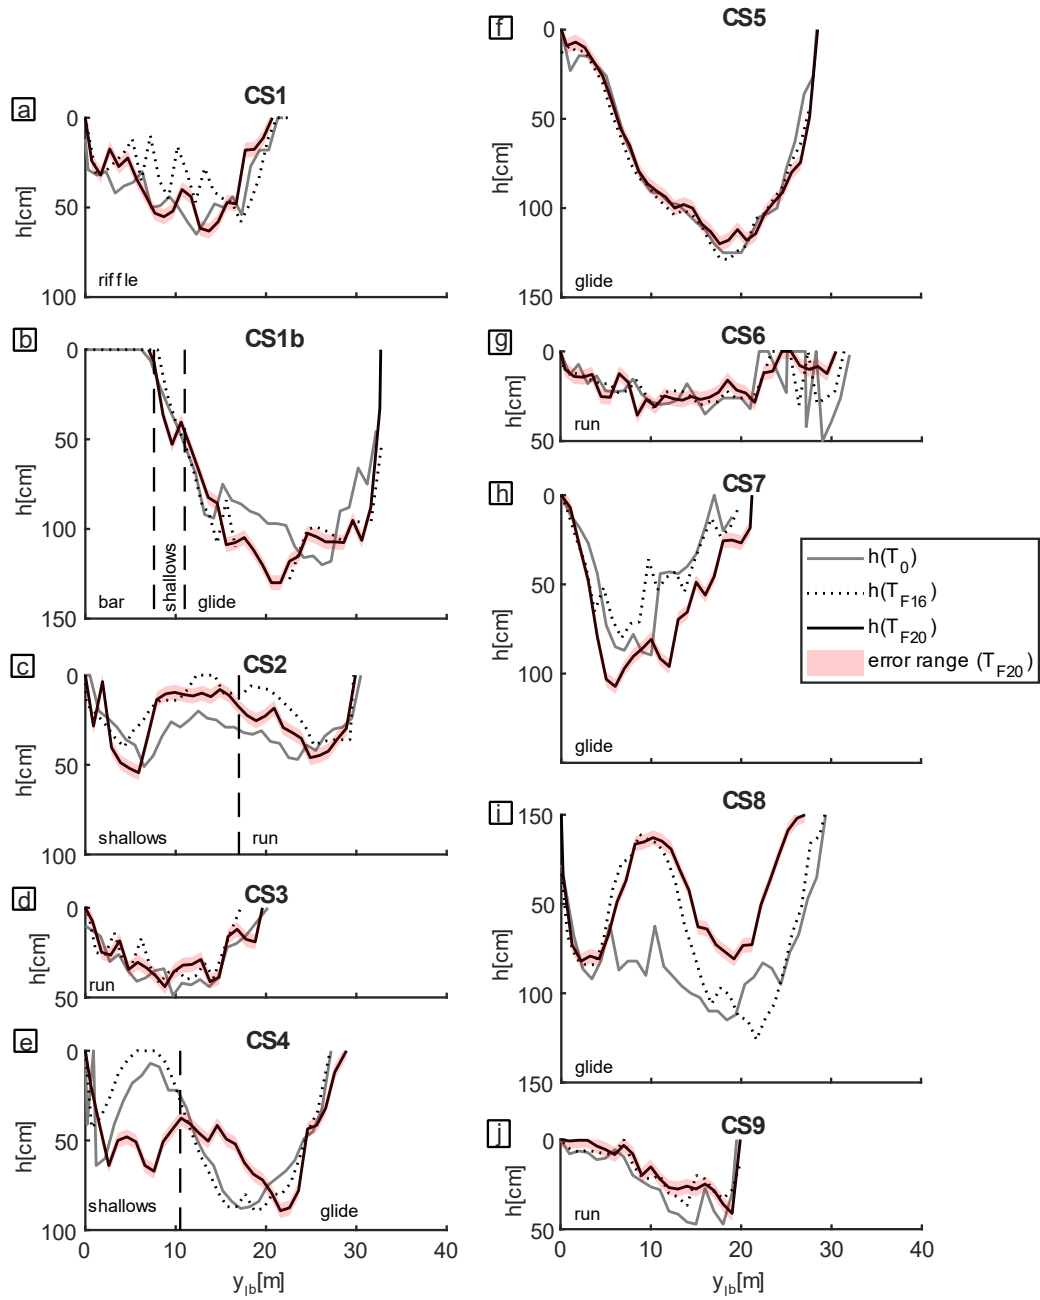 a
CS1
0
50
100
h[cm]
riffle
b
CS1b
0
50
100
150
h[cm]
bar
shallows
glide
c
CS2
0
50
100
h[cm]
shallows
run
d
CS3
0
50
h[cm]
run
e
CS4
0
50
100
h[cm]
shallows
glide
0 10 20 30 40
y_lb[m]
f
CS5
0
50
100
150
h[cm]
glide
g
CS6
0
50
h[cm]
run
h
CS7
0
50
100
h[cm]
glide
h(T_0)
h(T_F16)
h(T_F20)
error range (T_F20)
i
CS8
150
50
100
150
h[cm]
glide
j
CS9
0
50
h[cm]
run
0 10 20 30 40
y_lb[m]